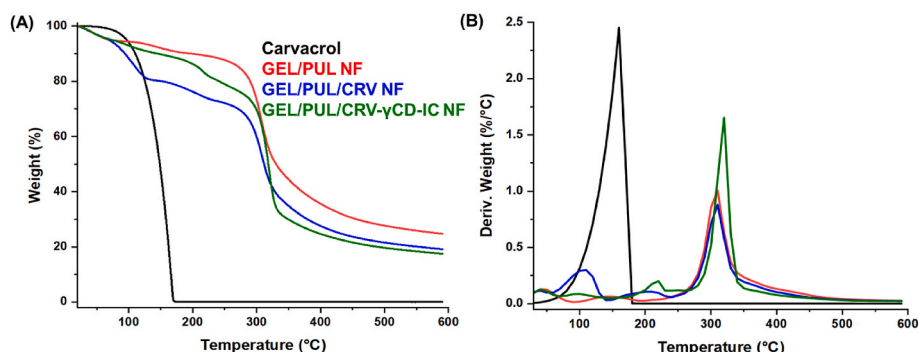 (A)
100
80
60
40
20
0
Weight (%)
100 200 300 400 500 600
Temperature (°C)
Carvacrol
GEL/PUL NF
GEL/PUL/CRV NF
GEL/PUL/CRV-γCD-IC NF
(B)
2.5
2.0
1.5
1.0
0.5
0.0
Deriv. Weight (%/°C)
100 200 300 400 500 600
Temperature (°C)